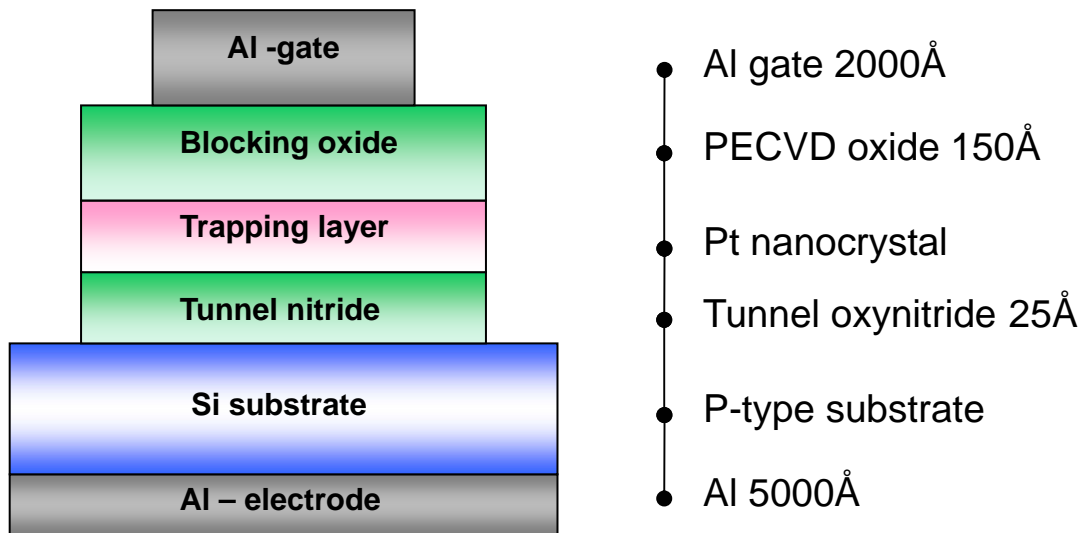 Al -gate
Blocking oxide
Trapping layer
Tunnel nitride
Si substrate
Al – electrode
Al gate 2000Å
PECVD oxide 150Å
Pt nanocrystal
Tunnel oxynitride 25Å
P-type substrate
Al 5000Å